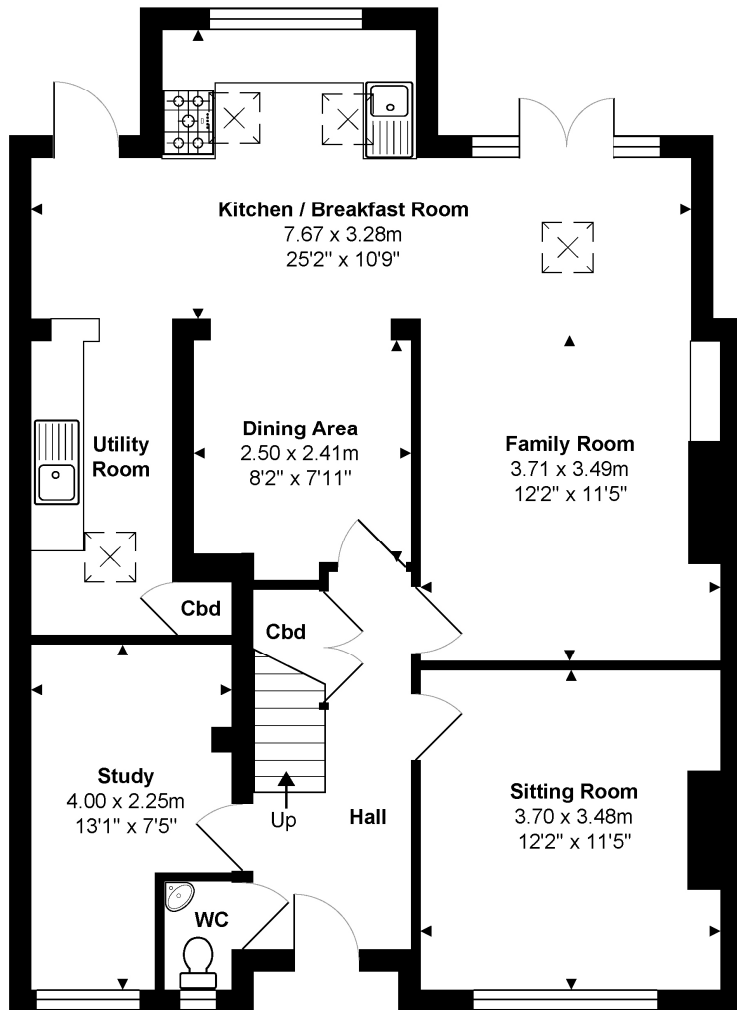 Kitchen / Breakfast Room
7.67 x 3.28m
25'2" x 10'9"
Utility
Room
Dining Area
2.50 x 2.41m
8'2" x 7'11"
Family Room
3.71 x 3.49m
12'2" x 11'5"
Cbd
Cbd
Study
4.00 x 2.25m
13'1" x 7'5"
Up
Hall
Sitting Room
3.70 x 3.48m
12'2" x 11'5"
WC